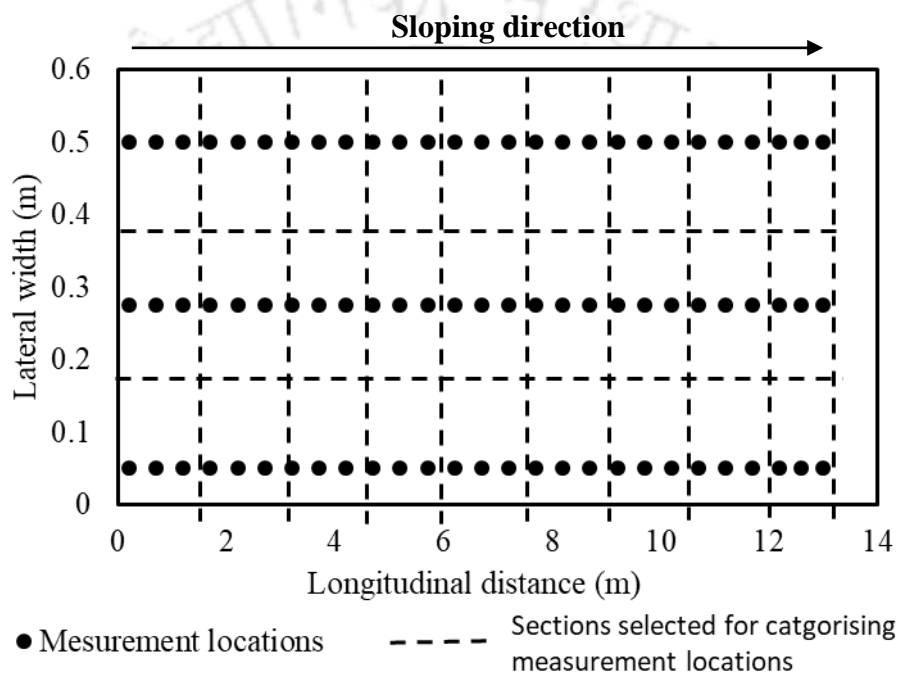 Sloping direction
0.6
0.5
0.4
0.3
0.2
0.1
0
Lateral width (m)
0 2 4 6 8 10 12 14
Longitudinal distance (m)
Mesurement locations
Sections selected for catgorising
measurement locations